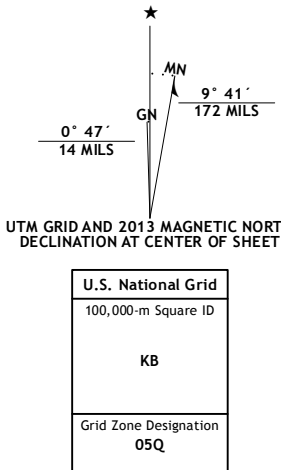 ★
MN
GN
9° 41´
172 MILS
0° 47´
14 MILS
UTM GRID AND 2013 MAGNETIC NORT
DECLINATION AT CENTER OF SHEET
U.S. National Grid
100,000-m Square ID
KB
Grid Zone Designation
05Q